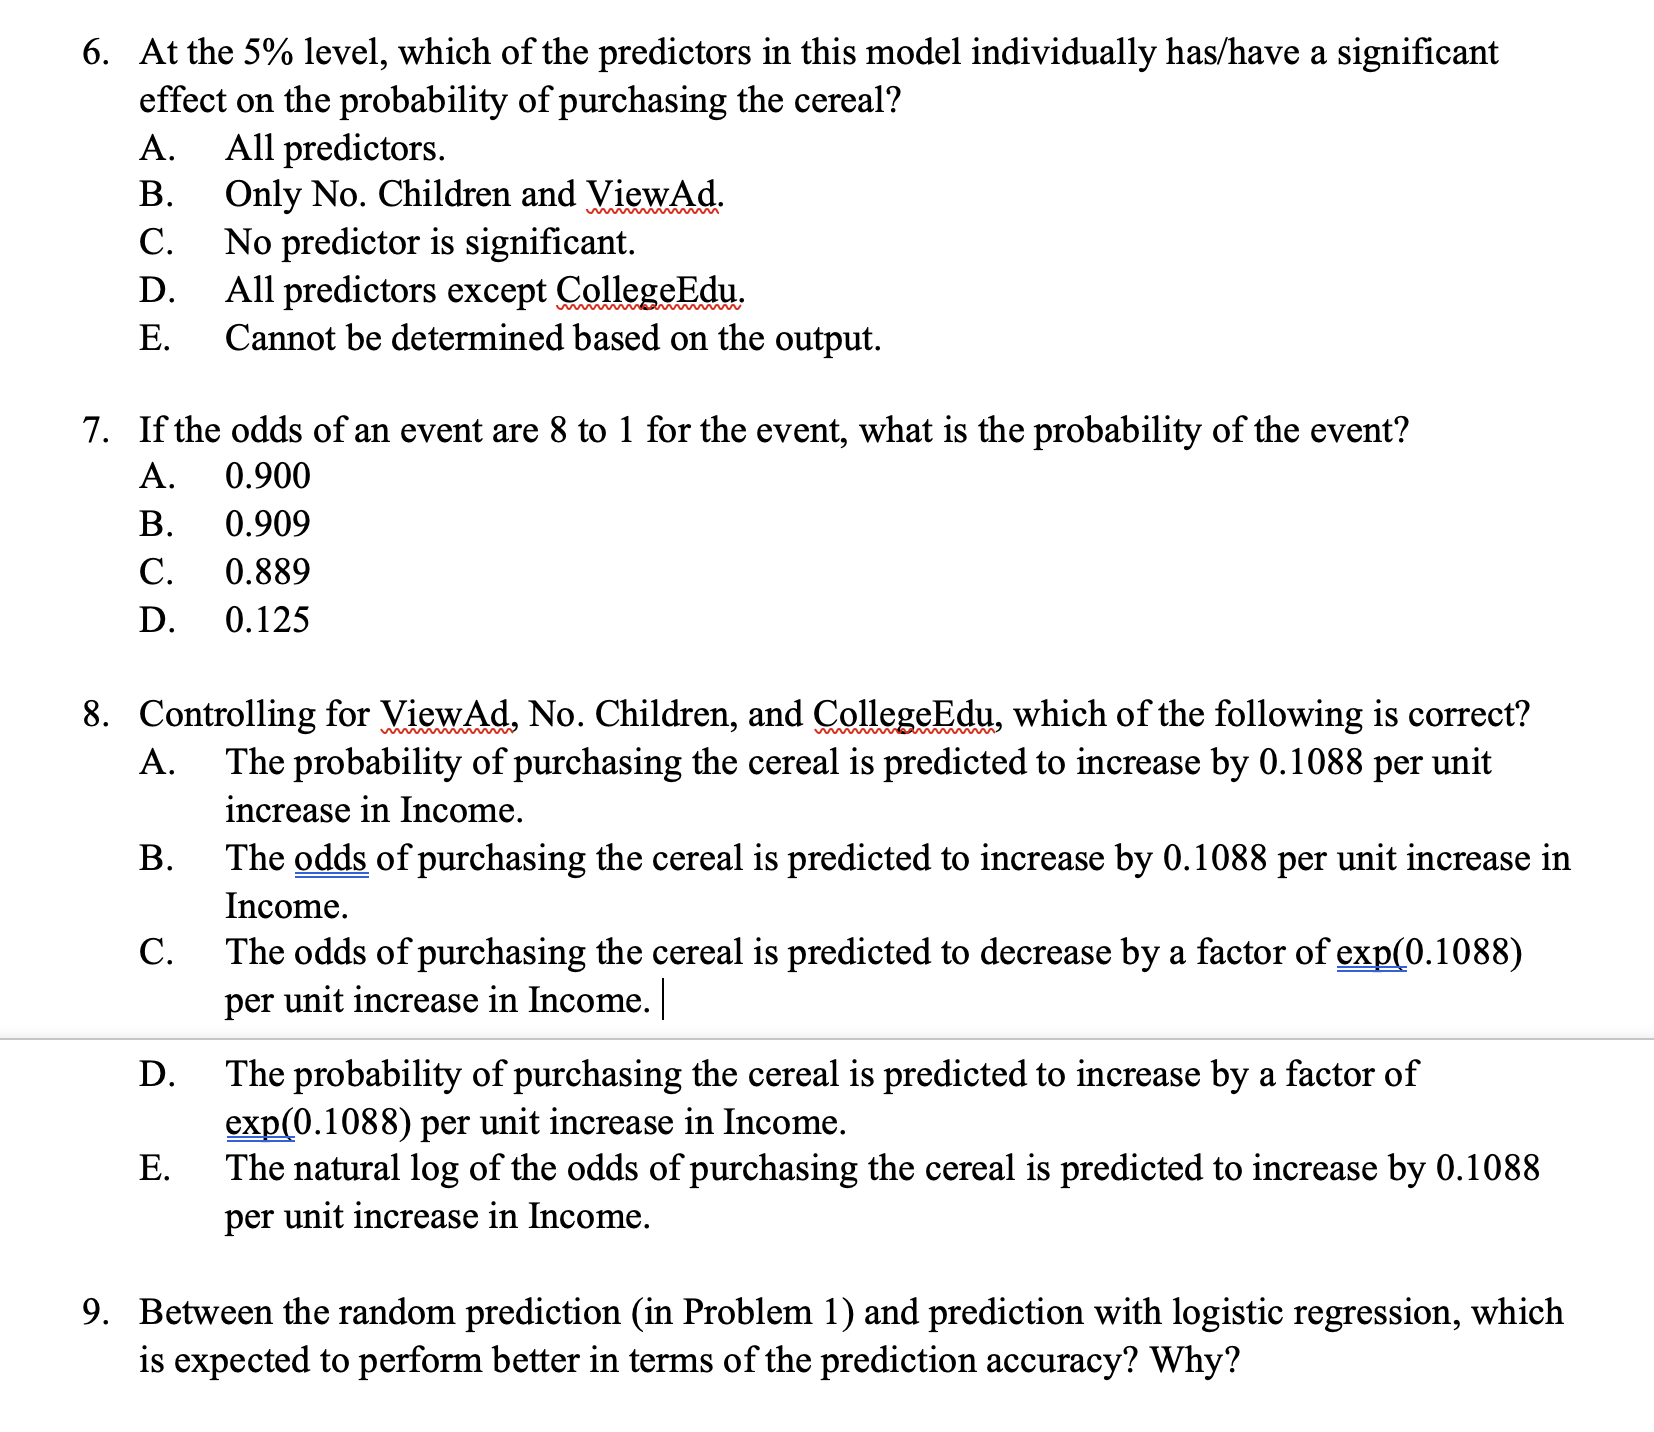 6. At the 5% level, which of the predictors in this model individually has/have a significant
effect on the probability of purchasing the cereal?
A. All predictors.
B. Only No. Children and ViewAd.
C. No predictor is significant.
D. All predictors except CollegeEdu.
E. Cannot be determined based on the output.
7. If the odds of an event are 8 to 1 for the event, what is the probability of the event?
A. 0.900
B. 0.909
C. 0.889
D. 0.125
8. Controlling for ViewAd, No. Children, and CollegeEdu, which of the following is correct?
A. The probability of purchasing the cereal is predicted to increase by 0.1088 per unit
increase in Income.
B. The odds of purchasing the cereal is predicted to increase by 0.1088 per unit increase in
Income.
C. The odds of purchasing the cereal is predicted to decrease by a factor of exp(0.1088)
per unit increase in Income.
D. The probability of purchasing the cereal is predicted to increase by a factor of
exp(0.1088) per unit increase in Income.
E. The natural log of the odds of purchasing the cereal is predicted to increase by 0.1088
per unit increase in Income.
9. Between the random prediction (in Problem 1) and prediction with logistic regression, which
is expected to perform better in terms of the prediction accuracy? Why?